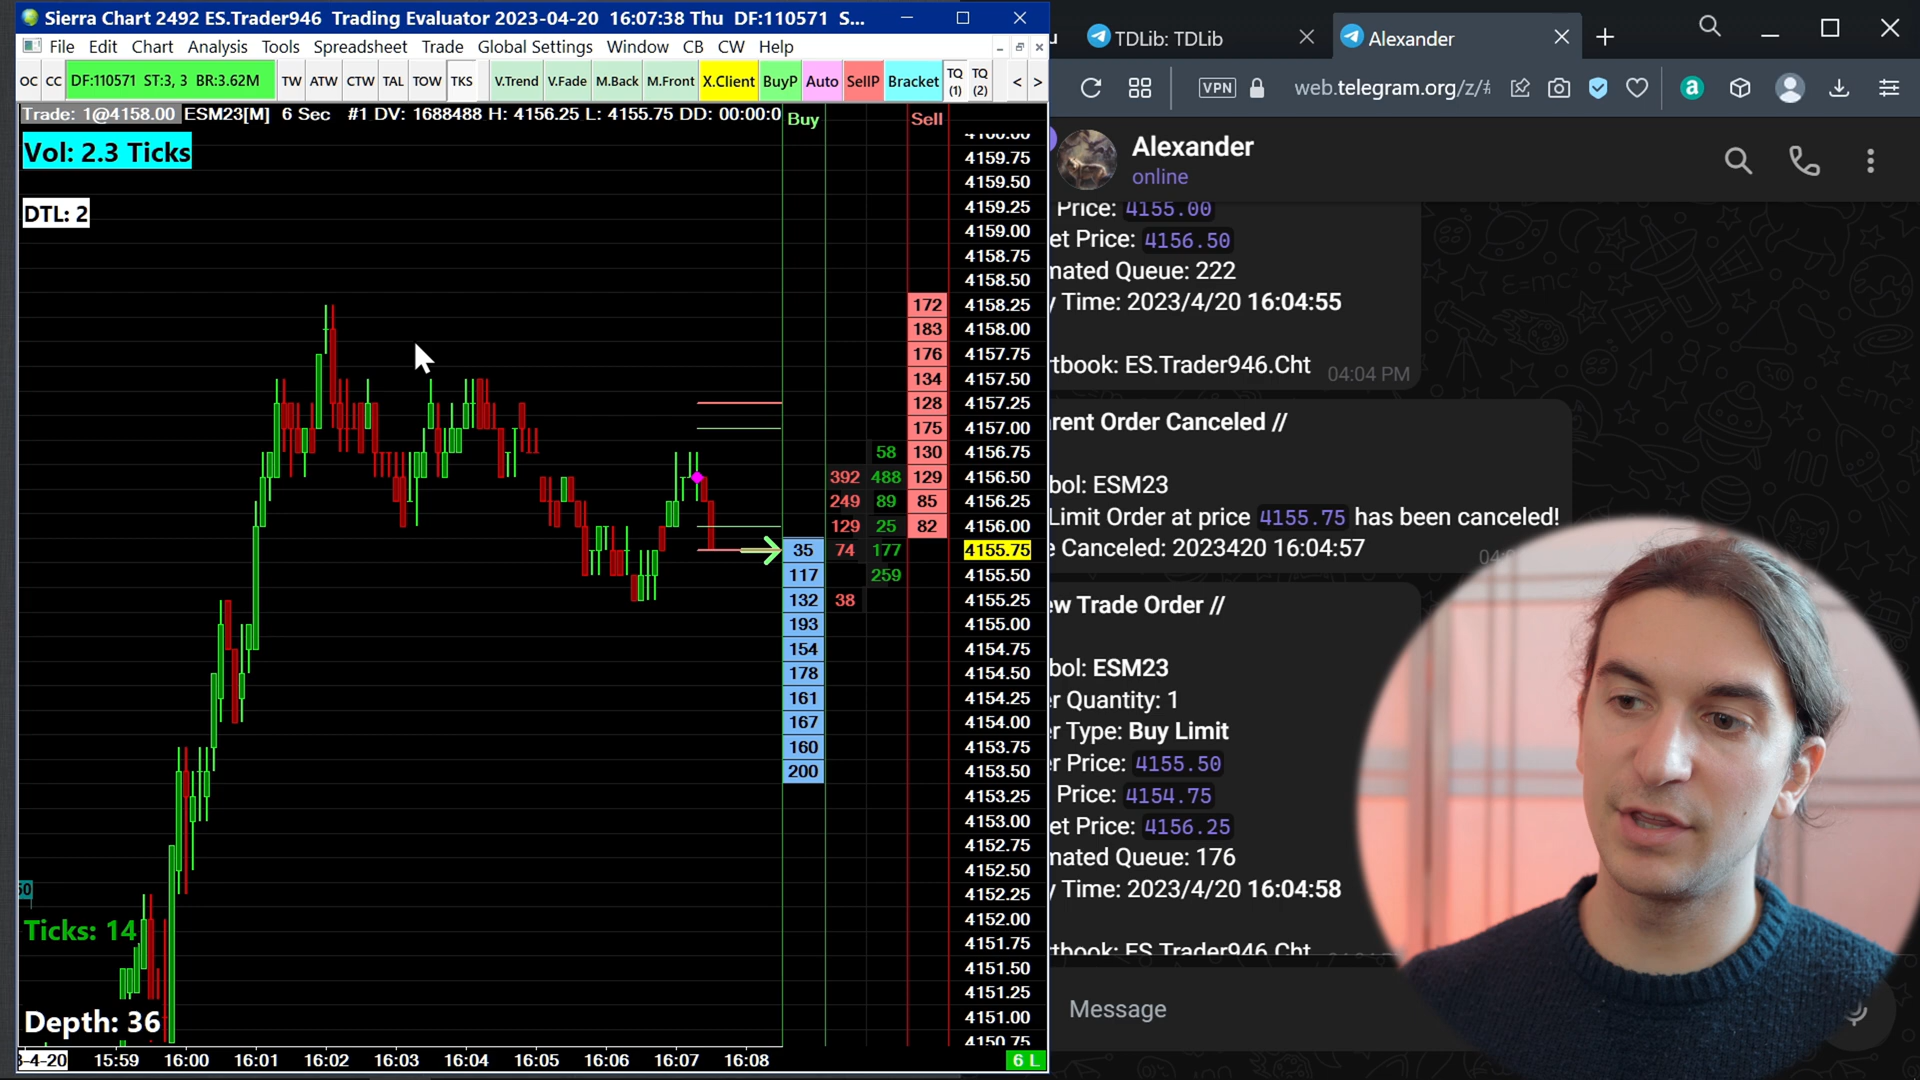 Sierra Chart 2492 ES.Trader946 Trading Evaluator 2023-04-20 16:07:38 Thu DF:110571 S...
File Edit Chart Analysis Tools Spreadsheet Trade Global Settings Window CB CW Help
OC CC DF:110571 ST:3, 3 BR:3.62M TW ATW CTW TAL TOW TKS V.Trend V.Fade M.Back M.Front X.Client BuyP Auto SellP Bracket TQ (1) TQ (2) < >
Trade: 1@4158.00 ESM23[M] 6 Sec #1 DV: 1688488 H: 4156.25 L: 4155.75 DD: 00:00:0 Buy Sell
Vol: 2.3 Ticks
DTL: 2
4160.00
4159.75
4159.50
4159.25
4159.00
4158.75
4158.50
172 4158.25
183 4158.00
176 4157.75
134 4157.50
128 4157.25
175 4157.00
58 130 4156.75
392 488 129 4156.50
249 89 85 4156.25
129 25 82 4156.00
35 74 177 4155.75
117 259 4155.50
132 38 4155.25
193 4155.00
154 4154.75
178 4154.50
161 4154.25
167 4154.00
160 4153.75
200 4153.50
4153.25
4153.00
4152.75
4152.50
4152.25
4152.00
4151.75
4151.50
4151.25
4151.00
4150.75
Ticks: 14
Depth: 36
3-4-20 15:59 16:00 16:01 16:02 16:03 16:04 16:05 16:06 16:07 16:08 6 L
TDLib: TDLib
Alexander
VPN web.telegram.org/z/#
Alexander
online
Price: 4155.00
et Price: 4156.50
mated Queue: 222
y Time: 2023/4/20 16:04:55
tbook: ES.Trader946.Cht 04:04 PM
rent Order Canceled //
bol: ESM23
Limit Order at price 4155.75 has been canceled!
e Canceled: 2023420 16:04:57
ew Trade Order //
bol: ESM23
r Quantity: 1
r Type: Buy Limit
r Price: 4155.50
Price: 4154.75
et Price: 4156.25
mated Queue: 176
y Time: 2023/4/20 16:04:58
tbook: ES.Trader946.Cht
Message